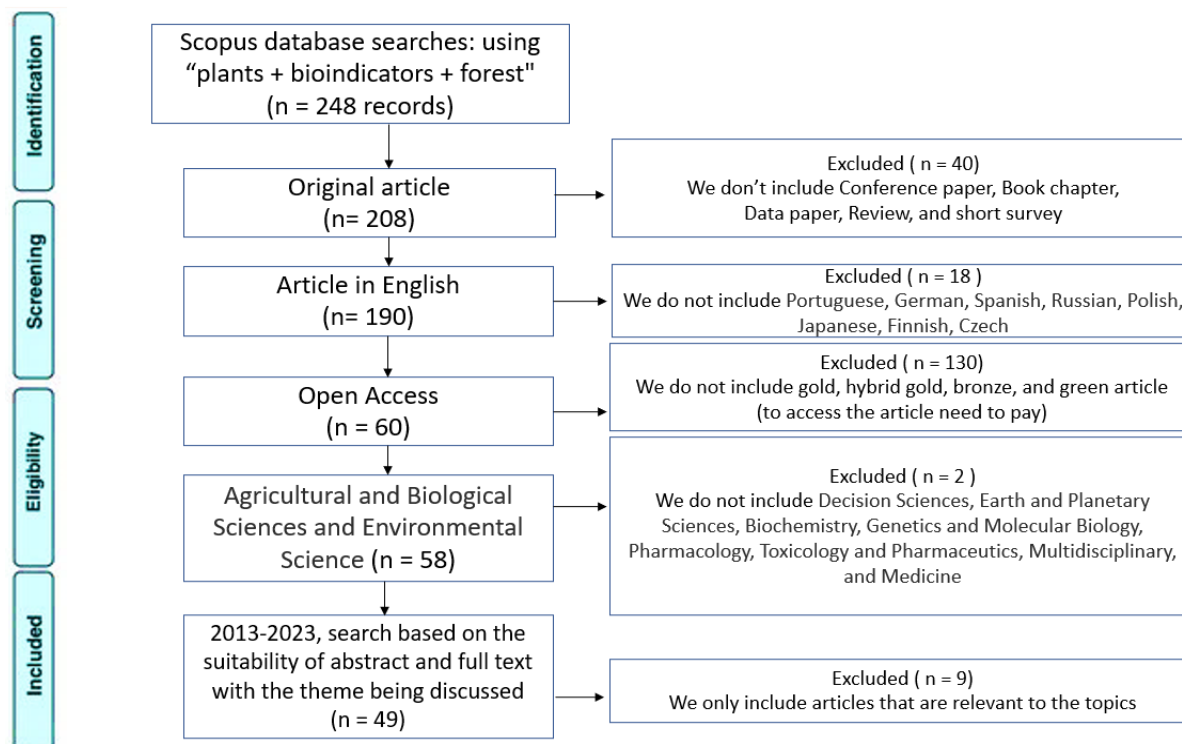 Identification
Scopus database searches: using
“plants + bioindicators + forest"
(n = 248 records)
Original article
(n= 208)
Excluded ( n = 40)
We don’t include Conference paper, Book chapter,
Data paper, Review, and short survey
Screening
Article in English
(n= 190)
Excluded ( n = 18 )
We do not include Portuguese, German, Spanish, Russian, Polish,
Japanese, Finnish, Czech
Open Access
(n = 60)
Excluded ( n = 130)
We do not include gold, hybrid gold, bronze, and green article
(to access the article need to pay)
Eligibility
Agricultural and Biological
Sciences and Environmental
Science (n = 58)
Excluded ( n = 2 )
We do not include Decision Sciences, Earth and Planetary
Sciences, Biochemistry, Genetics and Molecular Biology,
Pharmacology, Toxicology and Pharmaceutics, Multidisciplinary,
and Medicine
Included
2013-2023, search based on the
suitability of abstract and full text
with the theme being discussed
(n = 49)
Excluded ( n = 9)
We only include articles that are relevant to the topics